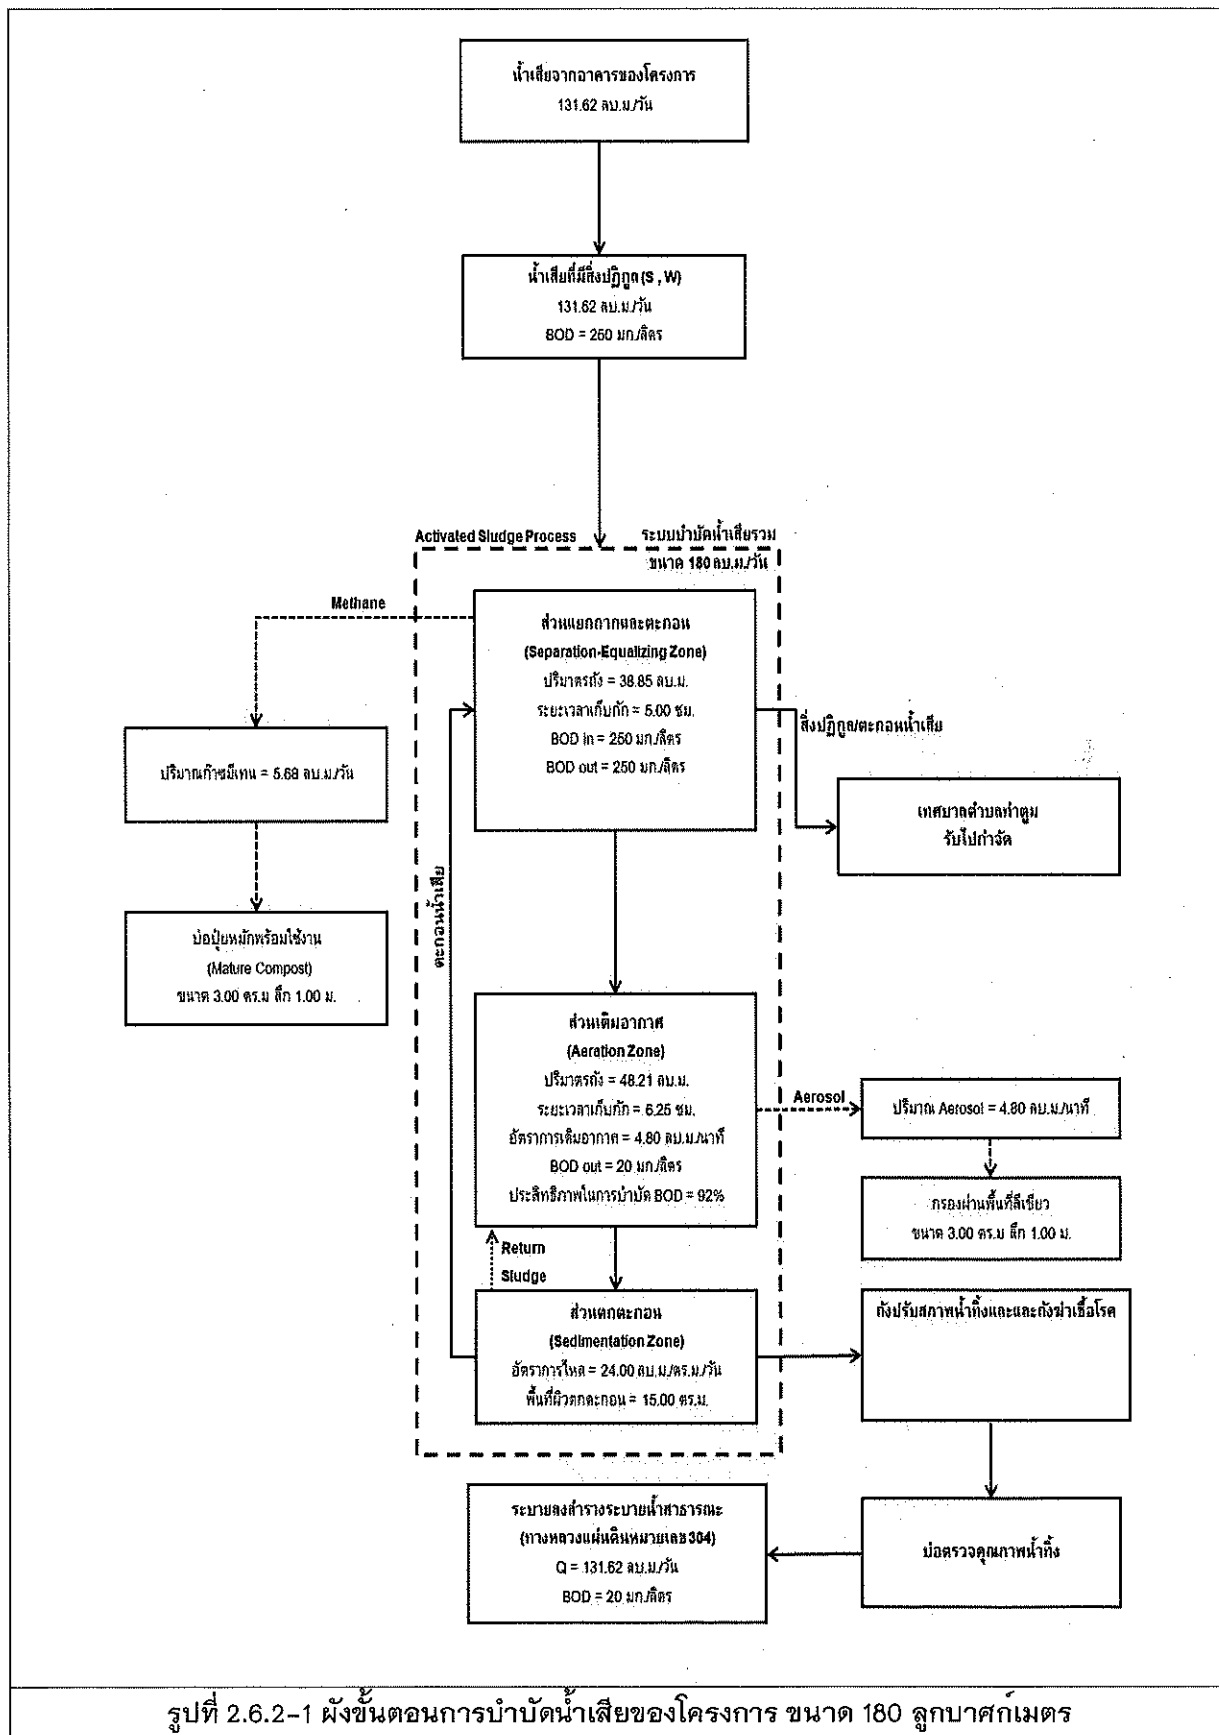 น้ำเสียจากอาคารของโครงการ
131.62 ลบ.ม./วัน
น้ำเสียที่มีสิ่งปฏิกูล (S , W)
131.62 ลบ.ม./วัน
BOD = 250 มก./ลิตร
Activated Sludge Process
ระบบบำบัดน้ำเสียรวม
ขนาด 180 ลบ.ม./วัน
Methane
ส่วนแยกกากและตะกอน
(Separation-Equalizing Zone)
ปริมาตรถัง = 38.85 ลบ.ม.
ระยะเวลาเก็บกัก = 5.00 ชม.
BOD in = 250 มก./ลิตร
BOD out = 250 มก./ลิตร
สิ่งปฏิกูล/ตะกอนน้ำเสีย
ปริมาณก๊าซมีเทน = 5.68 ลบ.ม./วัน
เทศบาลตำบลท่าตูม
รับไปกำจัด
บ่อปุ๋ยหมักพร้อมใช้งาน
(Mature Compost)
ขนาด 3.00 ตร.ม ลึก 1.00 ม.
ตะกอนน้ำเสีย
ส่วนเติมอากาศ
(Aeration Zone)
ปริมาตรถัง = 48.21 ลบ.ม.
ระยะเวลาเก็บกัก = 6.25 ชม.
อัตราการเติมอากาศ = 4.80 ลบ.ม./นาที
BOD out = 20 มก./ลิตร
ประสิทธิภาพในการบำบัด BOD = 92%
Aerosol
ปริมาณ Aerosol = 4.80 ลบ.ม./นาที
กรองผ่านพื้นที่สีเขียว
ขนาด 3.00 ตร.ม ลึก 1.00 ม.
Return
Sludge
ส่วนตกตะกอน
(Sedimentation Zone)
อัตราการไหล = 24.00 ลบ.ม./ตร.ม./วัน
พื้นที่ผิวตกตะกอน = 15.00 ตร.ม.
ถังปรับสภาพน้ำทิ้งและและถังฆ่าเชื้อโรค
ระบายลงสำรางระบายน้ำสาธารณะ
(ทางหลวงแผ่นดินหมายเลข 304)
Q = 131.62 ลบ.ม./วัน
BOD = 20 มก./ลิตร
บ่อตรวจคุณภาพน้ำทิ้ง
รูปที่ 2.6.2-1 ผังขั้นตอนการบำบัดน้ำเสียของโครงการ ขนาด 180 ลูกบาศก์เมตร